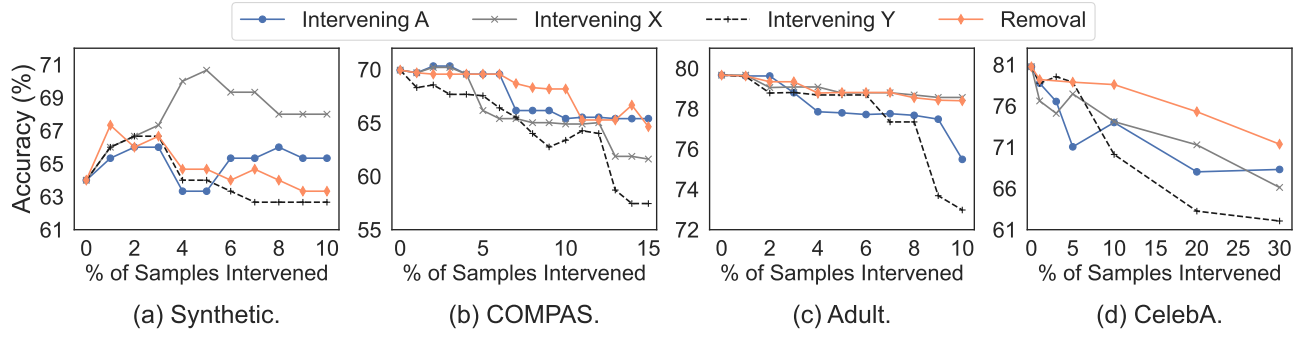 Intervening A Intervening X Intervening Y Removal
Accuracy (%)
71
69
67
65
63
61
0 2 4 6 8 10
% of Samples Intervened
(a) Synthetic.
70
65
60
55
0 5 10 15
% of Samples Intervened
(b) COMPAS.
80
78
76
74
72
0 2 4 6 8 10
% of Samples Intervened
(c) Adult.
81
76
71
66
61
0 5 10 15 20 25 30
% of Samples Intervened
(d) CelebA.